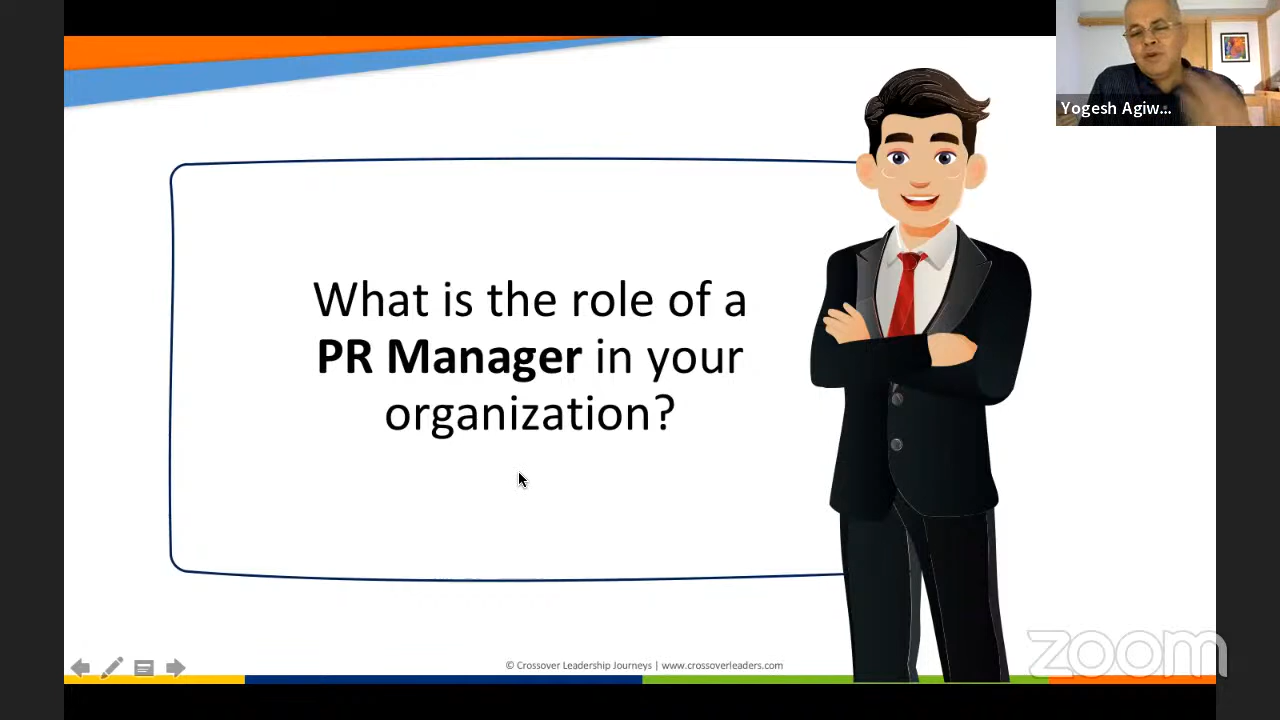 Yogesh Agiw...
What is the role of a
PR Manager in your
organization?
© Crossover Leadership Journeys | www.crossoverleaders.com
zoom